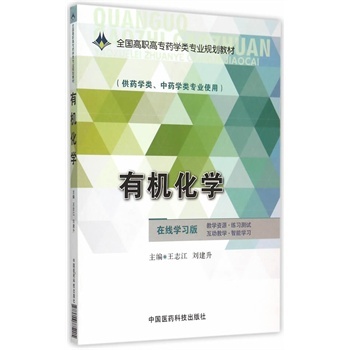 QUANGUO
ZHUAN
JIAOCAI
全国高职高专药学类专业规划教材
（供药学类、中药学类专业使用）
有机化学
在线学习版
教学资源·练习测试
互动教学·智能学习
主编 王志江 刘建升
中国医药科技出版社
有机化学